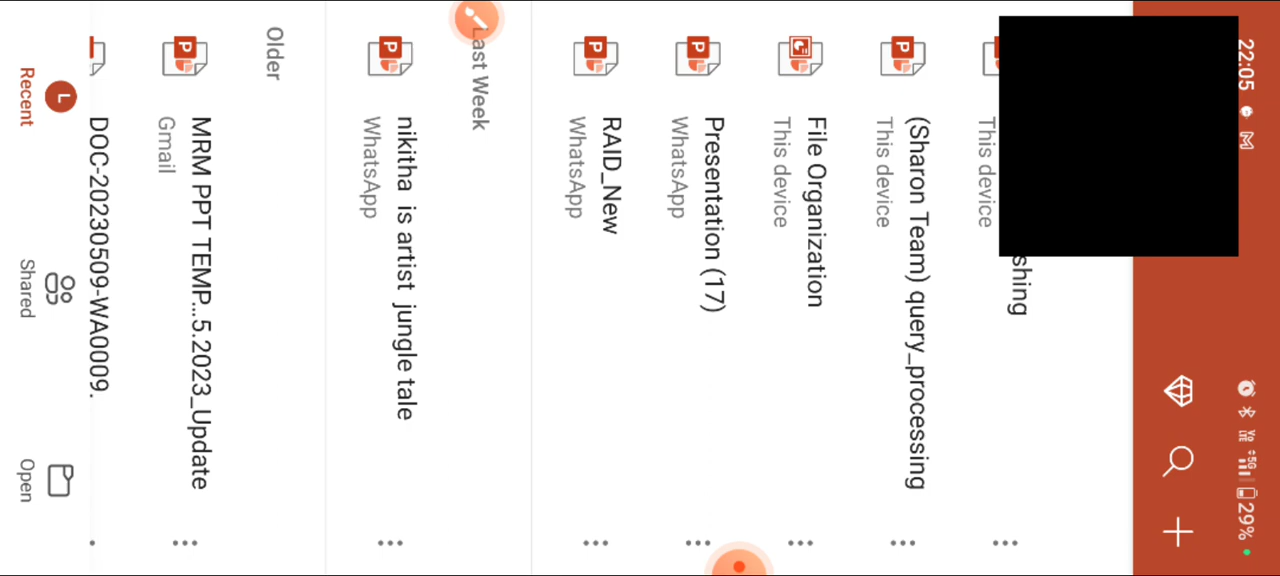 22:05
29%
shing
This device
(Sharon Team) query_processing
This device
File Organization
This device
Presentation (17)
WhatsApp
RAID_New
WhatsApp
Last Week
nikitha is artist jungle tale
WhatsApp
Older
MRM PPT TEMP...5.2023_Update
Gmail
DOC-20230509-WA0009.
L
Recent
Shared
Open